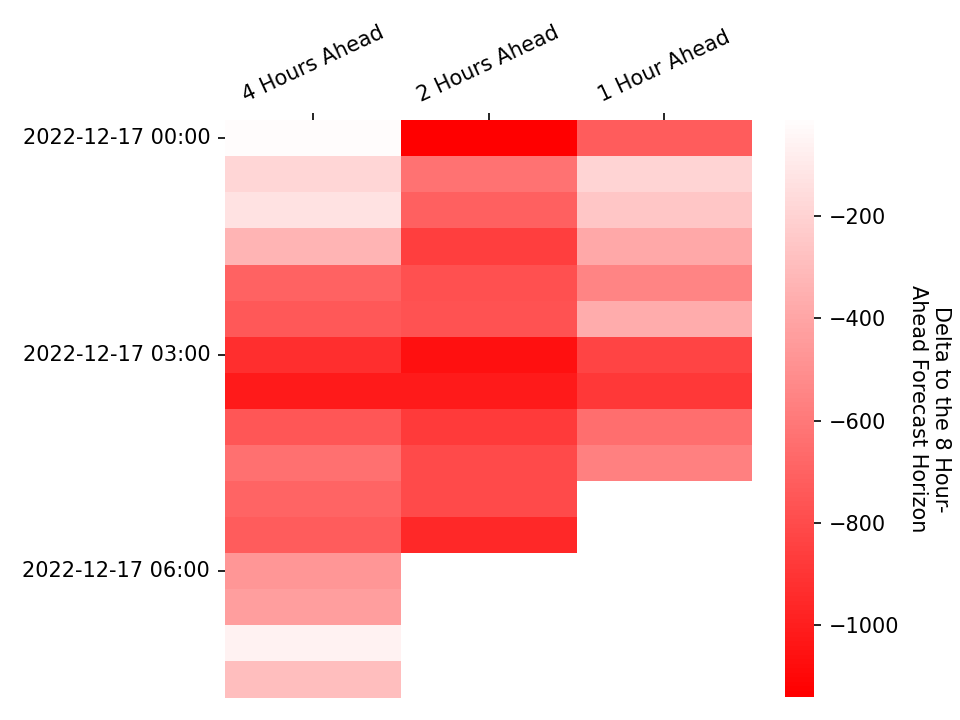 4 Hours Ahead
2 Hours Ahead
1 Hour Ahead
2022-12-17 00:00
2022-12-17 03:00
2022-12-17 06:00
−200
−400
−600
−800
−1000
Delta to the 8 Hour-
Ahead Forecast Horizon